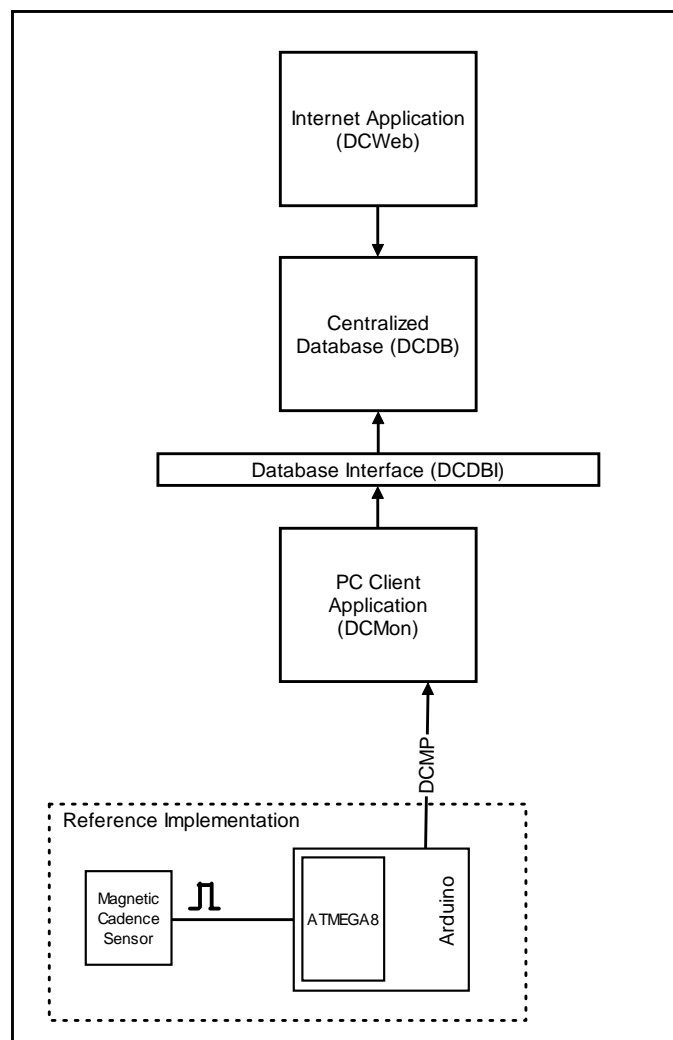 Internet Application
(DCWeb)
Centralized
Database (DCDB)
Database Interface (DCDBI)
PC Client
Application
(DCMon)
DCMP
Reference Implementation
Magnetic
Cadence
Sensor
ATMEGA8
Arduino